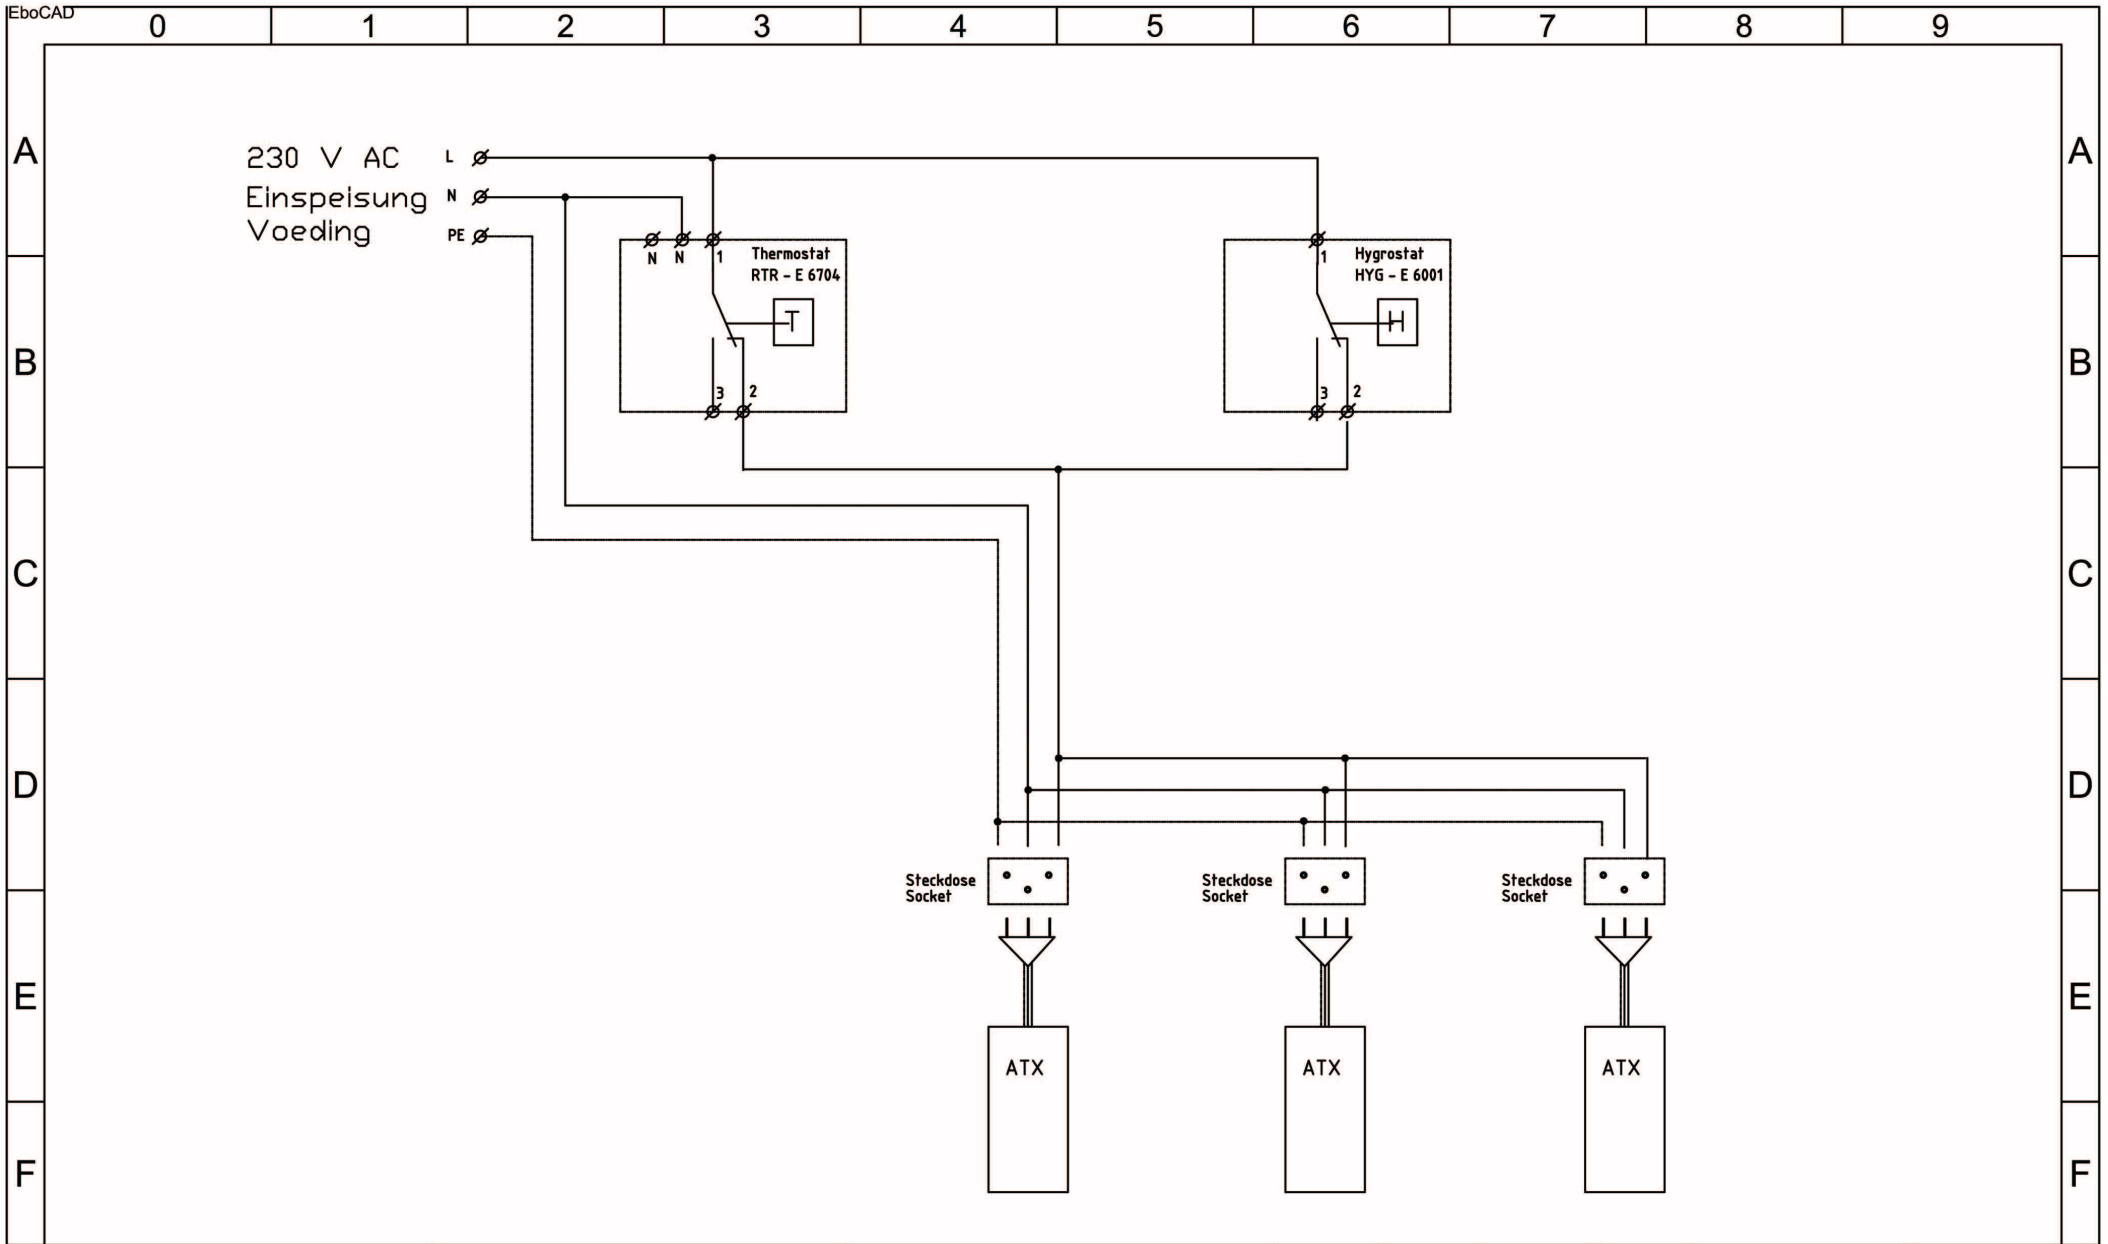 EboCAD
0 1 2 3 4 5 6 7 8 9
A A
230 V AC L
Einspeisung N
Voeding PE
N N 1 Thermostat
RTR - E 6704
T
3 2
1 Hygrostat
HYG - E 6001
H
3 2
B B
C C
D D
Steckdose
Socket
Steckdose
Socket
Steckdose
Socket
E E
ATX ATX ATX
F F